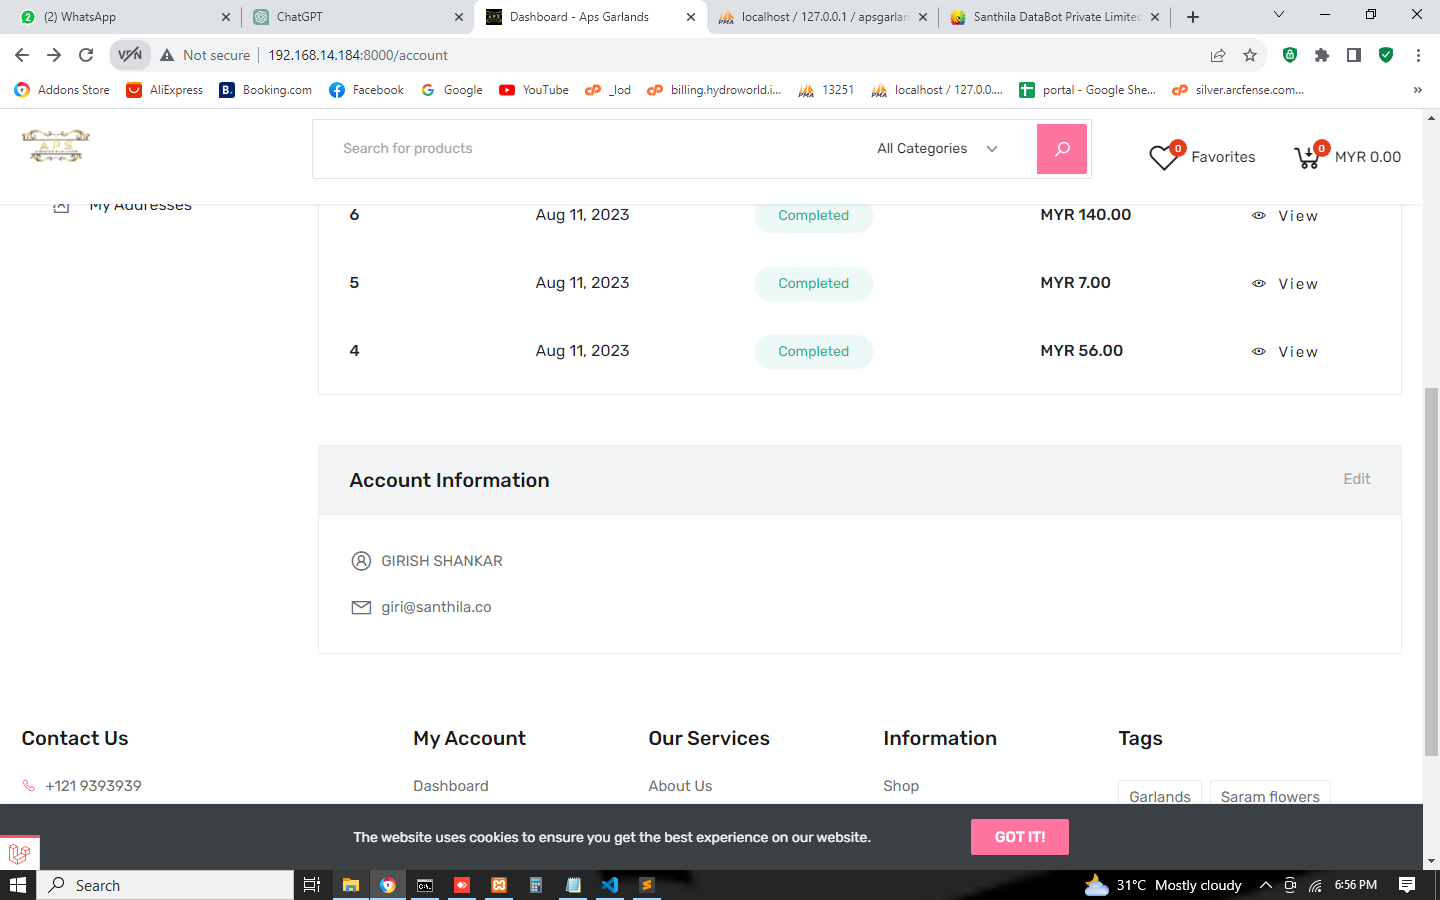 (2) WhatsApp
ChatGPT
Dashboard - Aps Garlands
localhost / 127.0.0.1 / apsgarlan
Santhila DataBot Private Limited
VPN
Not secure
192.168.14.184:8000/account
Addons Store
AliExpress
Booking.com
Facebook
Google
YouTube
_lod
billing.hydroworld.i...
13251
localhost / 127.0.0....
portal - Google She...
silver.arcfense.com...
APS
Search for products
All Categories
0
Favorites
0
MYR 0.00
My Addresses
6 Aug 11, 2023 Completed MYR 140.00 View
5 Aug 11, 2023 Completed MYR 7.00 View
4 Aug 11, 2023 Completed MYR 56.00 View
Account Information
Edit
GIRISH SHANKAR
giri@santhila.co
Contact Us
My Account
Our Services
Information
Tags
+121 9393939
Dashboard
About Us
Shop
Garlands
Saram flowers
The website uses cookies to ensure you get the best experience on our website.
GOT IT!
Search
31°C Mostly cloudy
6:56 PM